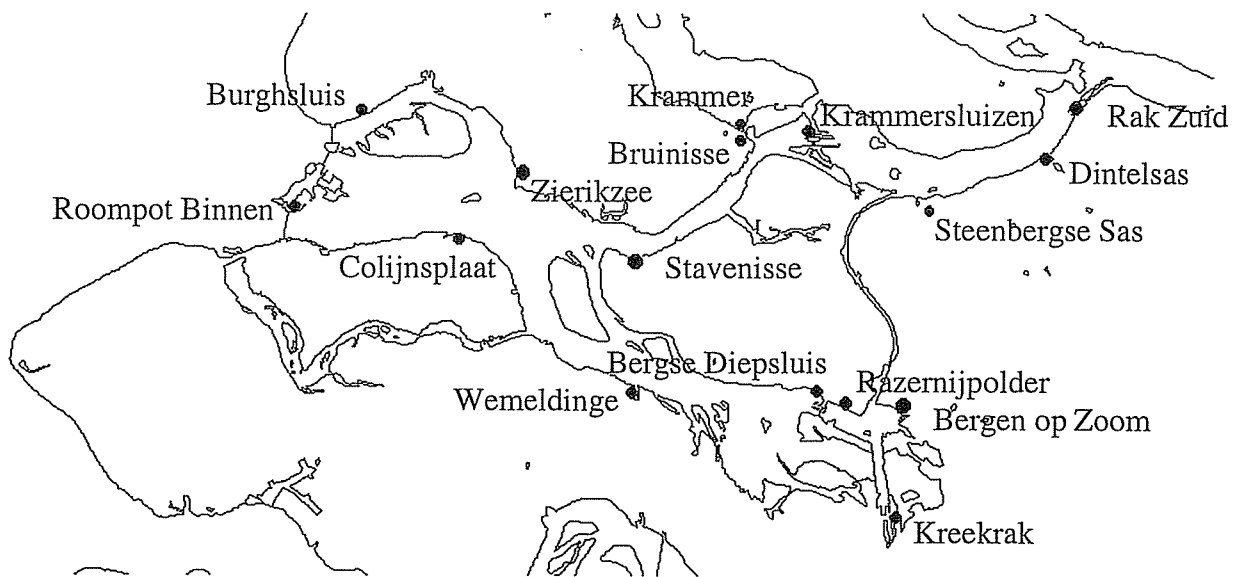 Burghsluis
Krammer
Krammersluizen
Rak Zuid
Bruinisse
Dintelsas
Zierikzee
Roompot Binnen
Steenbergse Sas
Colijnsplaat
Stavenisse
Bergse Diepsluis
Razernijpolder
Wemeldinge
Bergen op Zoom
Kreekrak